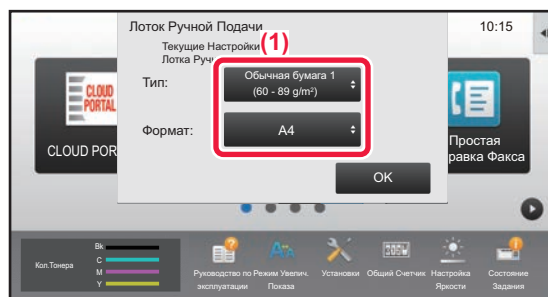 Лоток Ручной Подачи
10:15
(1)
Текущие Настройки
Лотка Руч
Тип:
Обычная бумага 1
(60 - 89 g/m²)
Формат:
A4
OK
CLOUD
PORTAL
CLOUD POR
Простая
равка Факса
Кол.Тонера
Bk
C
M
Y
Руководство по
эксплуатации
Режим Увелич.
Показа
Установки
Общий Счетчик
Настройка
Яркости
Состояние
Задания